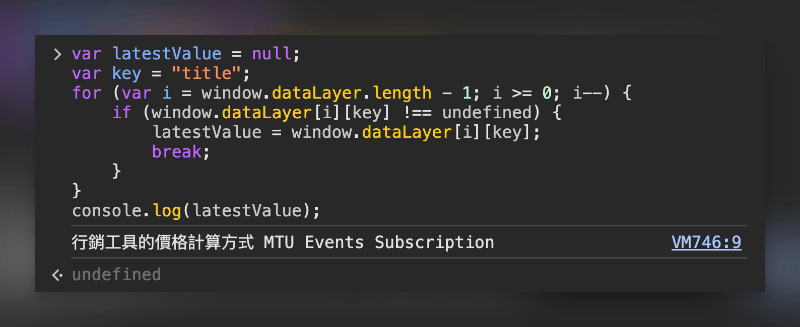 var latestValue = null;
var key = "title";
for (var i = window.dataLayer.length - 1; i >= 0; i--) {
    if (window.dataLayer[i][key] !== undefined) {
        latestValue = window.dataLayer[i][key];
        break;
    }
}
console.log(latestValue);
行銷工具的價格計算方式 MTU Events Subscription VM746:9
undefined